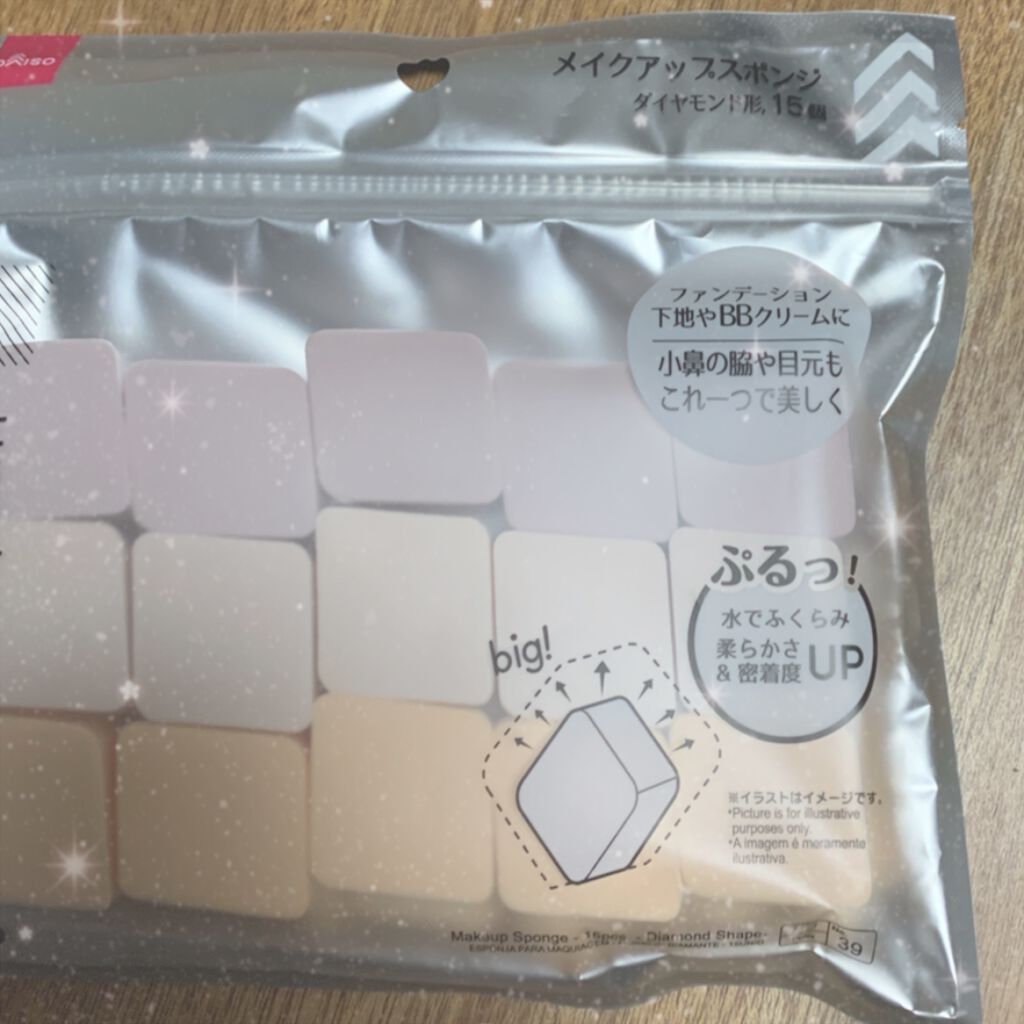 DAISO
メイクアップスポンジ
ダイヤモンド形, 15個
ファンデーション
下地やBBクリームに
小鼻の脇や目元も
これ一つで美しく
ぷるっ!
水でふくらみ
柔らかさ
&密着度 UP
big!
※イラストはイメージです。
*Picture is for illustrative
purposes only.
*A imagem é meramente
ilustrativa.
Makeup Sponge - 15pcs - Diamond Shape-
ESPONJA PARA MAQUIAGEM
39